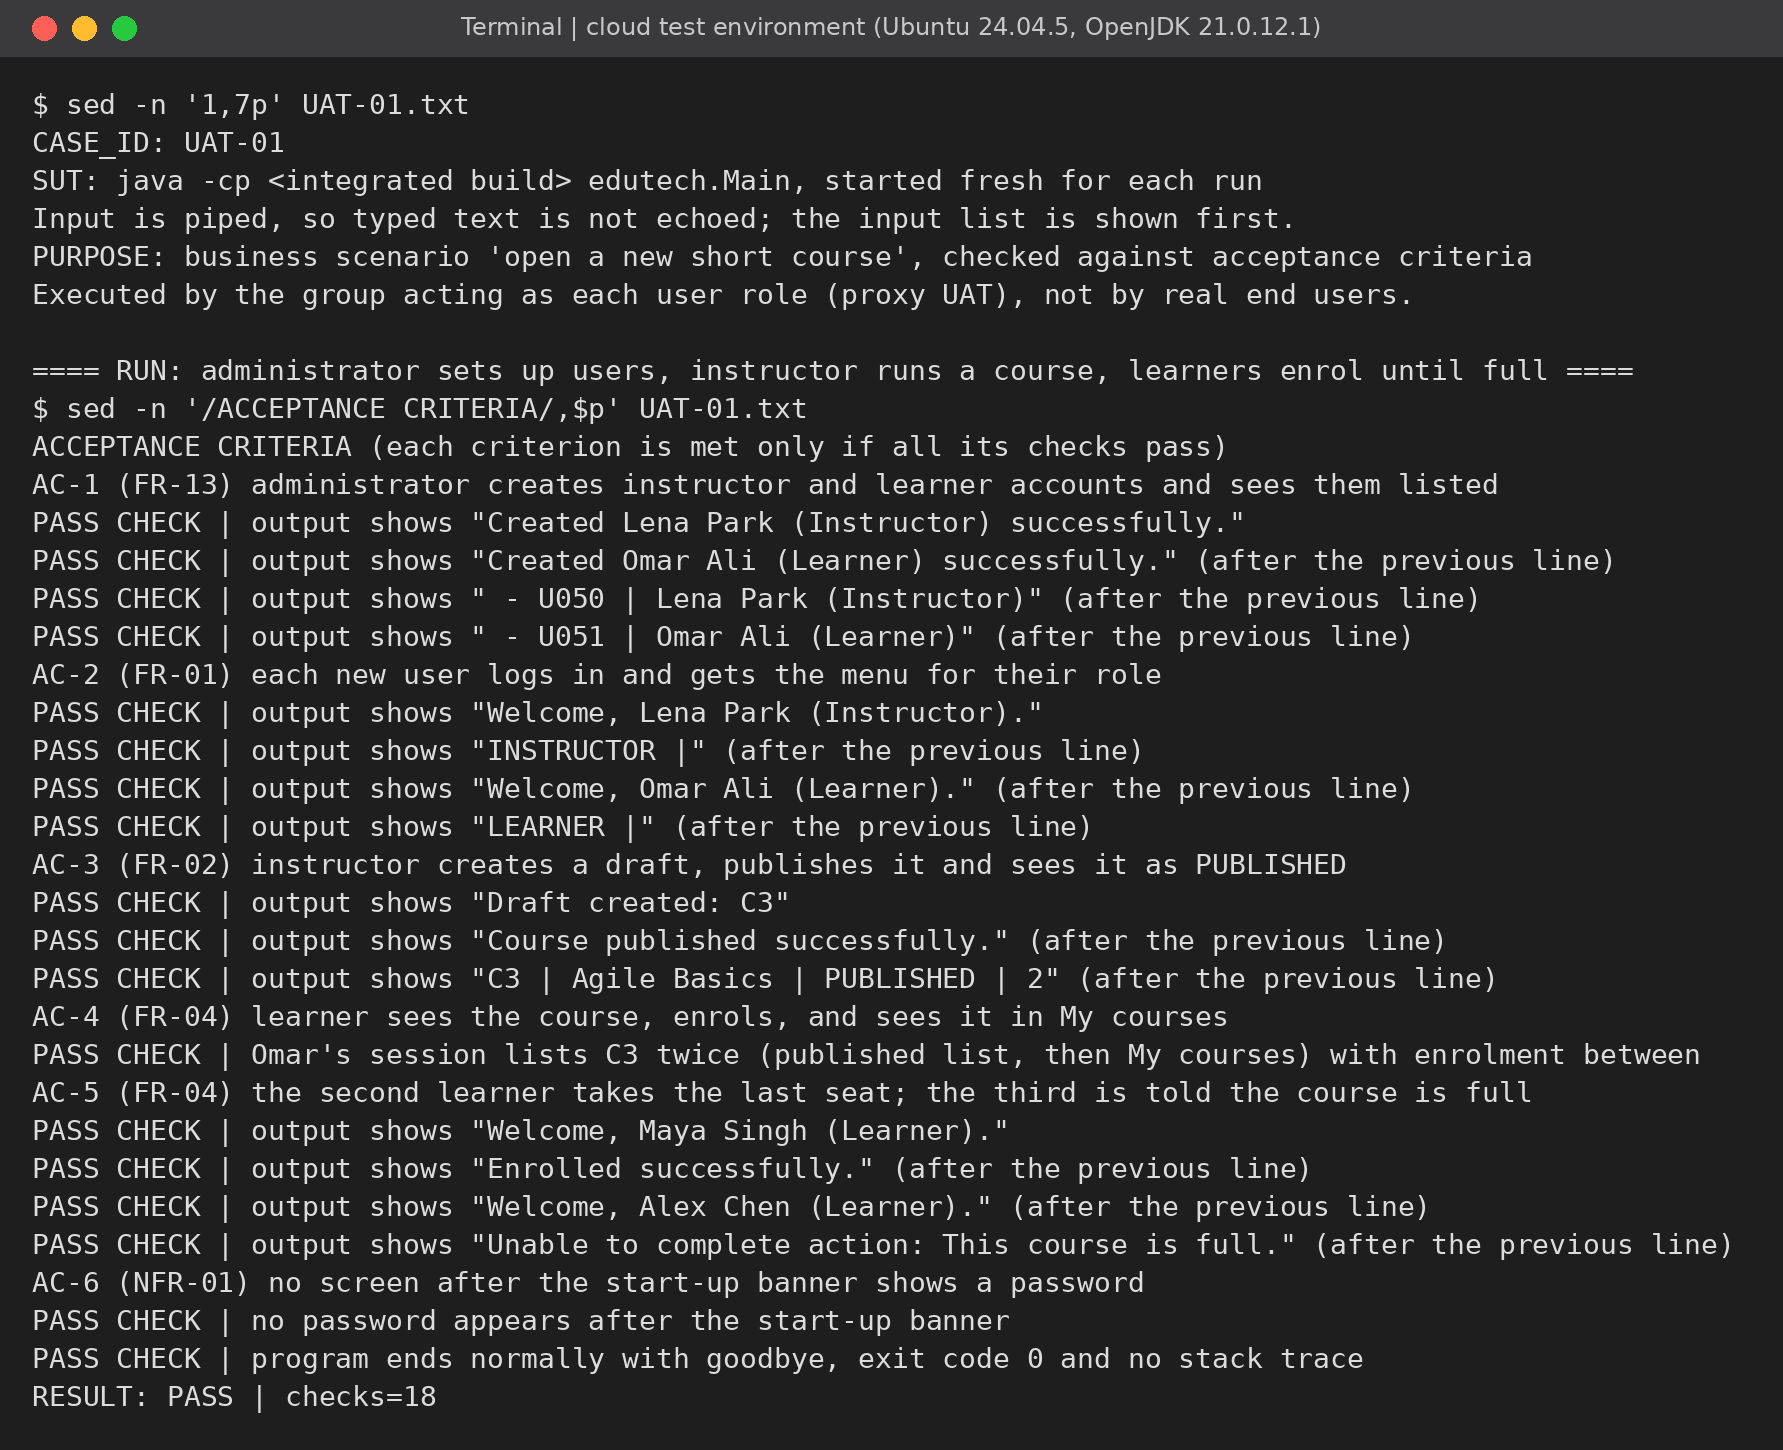 Terminal | cloud test environment (Ubuntu 24.04.5, OpenJDK 21.0.12.1)
$ sed -n '1,7p' UAT-01.txt
CASE_ID: UAT-01
SUT: java -cp <integrated build> edutech.Main, started fresh for each run
Input is piped, so typed text is not echoed; the input list is shown first.
PURPOSE: business scenario 'open a new short course', checked against acceptance criteria
Executed by the group acting as each user role (proxy UAT), not by real end users.
==== RUN: administrator sets up users, instructor runs a course, learners enrol until full ====
$ sed -n '/ACCEPTANCE CRITERIA/,$p' UAT-01.txt
ACCEPTANCE CRITERIA (each criterion is met only if all its checks pass)
AC-1 (FR-13) administrator creates instructor and learner accounts and sees them listed
PASS CHECK | output shows "Created Lena Park (Instructor) successfully."
PASS CHECK | output shows "Created Omar Ali (Learner) successfully." (after the previous line)
PASS CHECK | output shows " - U050 | Lena Park (Instructor)" (after the previous line)
PASS CHECK | output shows " - U051 | Omar Ali (Learner)" (after the previous line)
AC-2 (FR-01) each new user logs in and gets the menu for their role
PASS CHECK | output shows "Welcome, Lena Park (Instructor)."
PASS CHECK | output shows "INSTRUCTOR |" (after the previous line)
PASS CHECK | output shows "Welcome, Omar Ali (Learner)." (after the previous line)
PASS CHECK | output shows "LEARNER |" (after the previous line)
AC-3 (FR-02) instructor creates a draft, publishes it and sees it as PUBLISHED
PASS CHECK | output shows "Draft created: C3"
PASS CHECK | output shows "Course published successfully." (after the previous line)
PASS CHECK | output shows "C3 | Agile Basics | PUBLISHED | 2" (after the previous line)
AC-4 (FR-04) learner sees the course, enrols, and sees it in My courses
PASS CHECK | Omar's session lists C3 twice (published list, then My courses) with enrolment between
AC-5 (FR-04) the second learner takes the last seat; the third is told the course is full
PASS CHECK | output shows "Welcome, Maya Singh (Learner)."
PASS CHECK | output shows "Enrolled successfully." (after the previous line)
PASS CHECK | output shows "Welcome, Alex Chen (Learner)." (after the previous line)
PASS CHECK | output shows "Unable to complete action: This course is full." (after the previous line)
AC-6 (NFR-01) no screen after the start-up banner shows a password
PASS CHECK | no password appears after the start-up banner
PASS CHECK | program ends normally with goodbye, exit code 0 and no stack trace
RESULT: PASS | checks=18